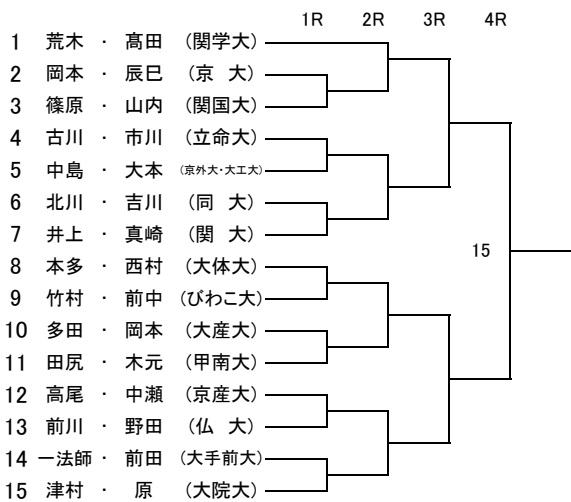 1R 2R 3R 4R
1 荒木 ・ 髙田 (関学大)
2 岡本 ・ 辰巳 (京 大)
3 篠原 ・ 山内 (関国大)
4 古川 ・ 市川 (立命大)
5 中島 ・ 大本 (京外大・大工大)
6 北川 ・ 吉川 (同 大)
7 井上 ・ 真崎 (関 大)
15
8 本多 ・ 西村 (大体大)
9 竹村 ・ 前中 (びわこ大)
10 多田 ・ 岡本 (大産大)
11 田尻 ・ 木元 (甲南大)
12 高尾 ・ 中瀬 (京産大)
13 前川 ・ 野田 (仏 大)
14 一法師 ・ 前田 (大手前大)
15 津村 ・ 原 (大院大)